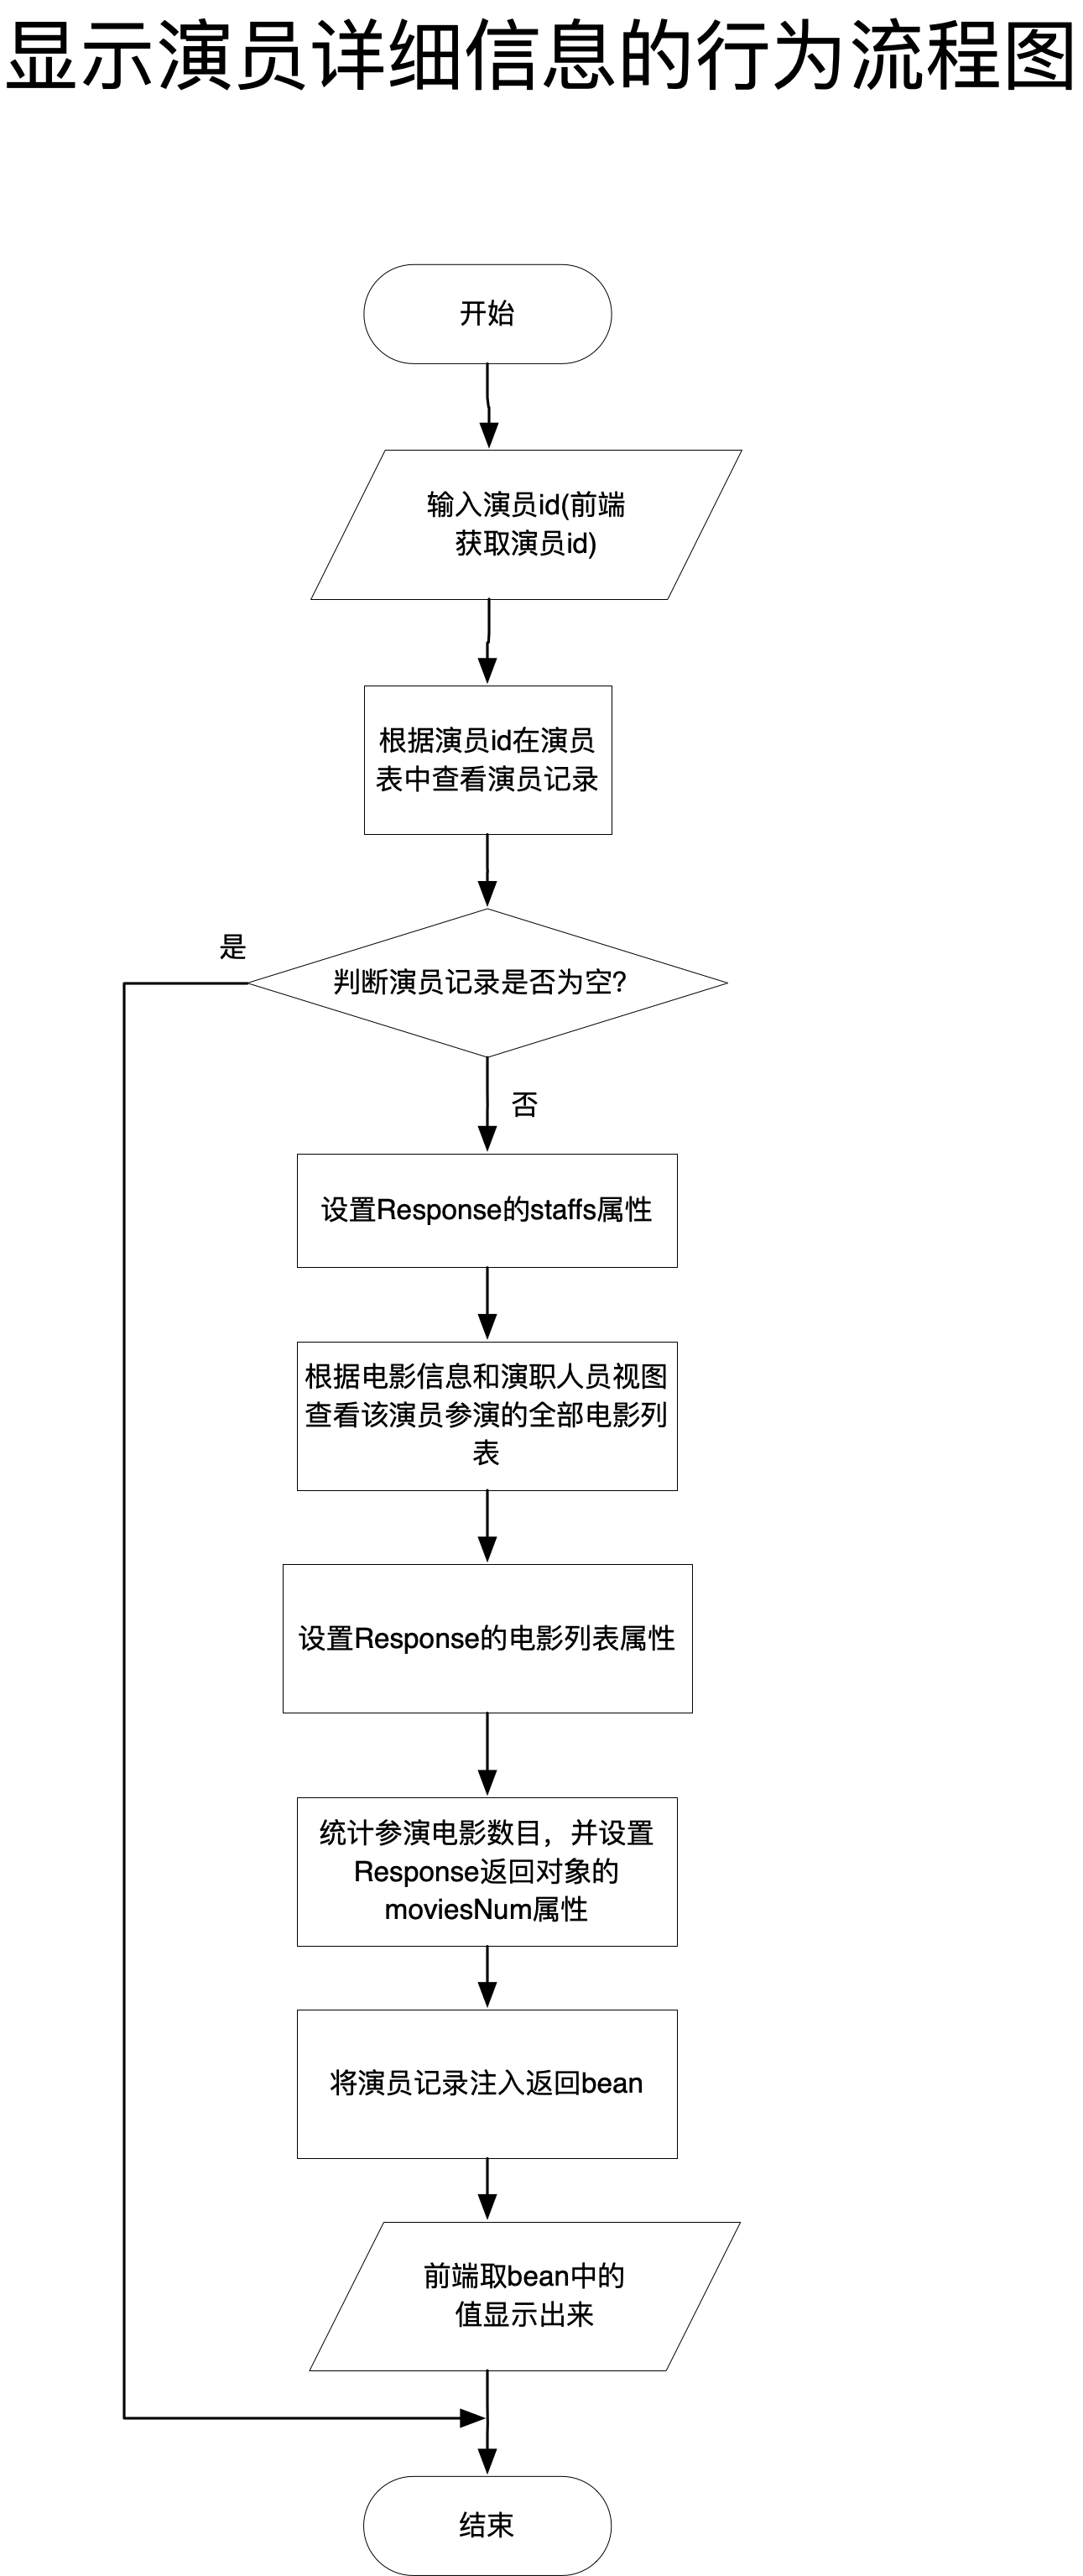 显示演员详细信息的行为流程图
开始
输入演员id(前端
获取演员id)
根据演员id在演员
表中查看演员记录
是
判断演员记录是否为空?
否
设置Response的staffs属性
根据电影信息和演职人员视图
查看该演员参演的全部电影列
表
设置Response的电影列表属性
统计参演电影数目，并设置
Response返回对象的
moviesNum属性
将演员记录注入返回bean
前端取bean中的
值显示出来
结束